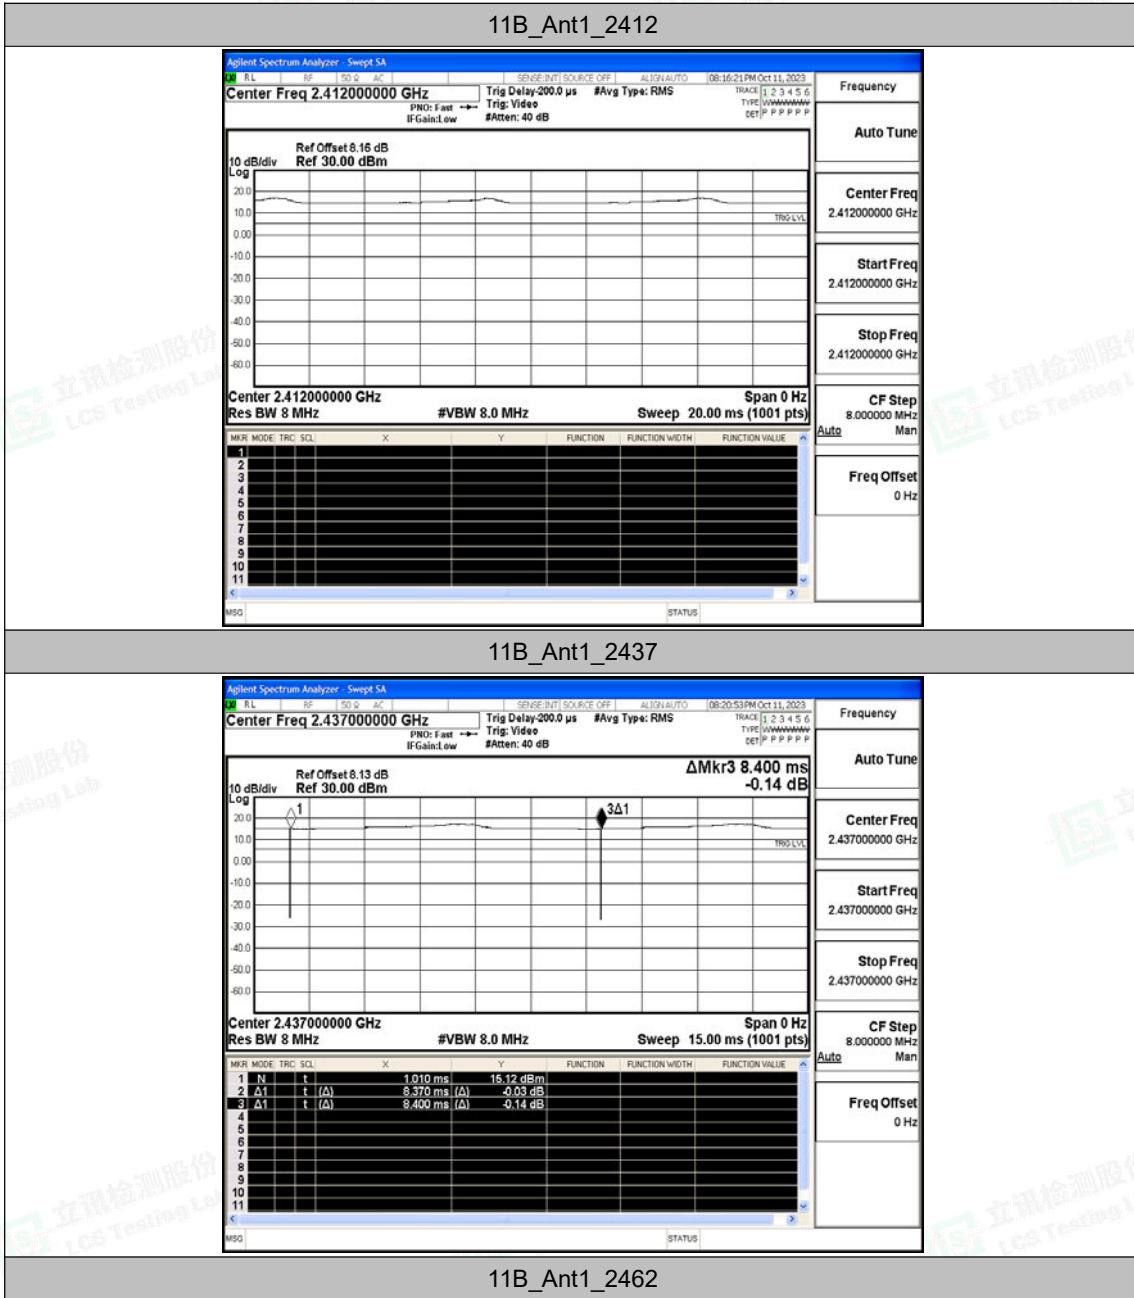 11B_Ant1_2412
Agilent Spectrum Analyzer - Swept SA
RL RF 50 Ω AC SENSE:INT SOURCE OFF ALIGN AUTO 08:16:21 PM Oct 11, 2023
Center Freq 2.412000000 GHz
PNO: Fast
IFGain:Low
Trig Delay-200.0 µs #Avg Type: RMS
Trig: Video
#Atten: 40 dB
TRACE 1 2 3 4 5 6
TYPE WWWWWW
DET P P P P P P
Ref Offset 8.16 dB
10 dB/div Ref 30.00 dBm
Log
20.0
10.0
0.00
-10.0
-20.0
-30.0
-40.0
-50.0
-60.0
TRIG LVL
Center 2.412000000 GHz Span 0 Hz
Res BW 8 MHz #VBW 8.0 MHz Sweep 20.00 ms (1001 pts)
MKR MODE TRC SCL X Y FUNCTION FUNCTION WIDTH FUNCTION VALUE
1
2
3
4
5
6
7
8
9
10
11
MSG STATUS
Frequency
Auto Tune
Center Freq
2.412000000 GHz
Start Freq
2.412000000 GHz
Stop Freq
2.412000000 GHz
CF Step
8.000000 MHz
Auto Man
Freq Offset
0 Hz
11B_Ant1_2437
Agilent Spectrum Analyzer - Swept SA
RL RF 50 Ω AC SENSE:INT SOURCE OFF ALIGN AUTO 08:20:53 PM Oct 11, 2023
Center Freq 2.437000000 GHz
PNO: Fast
IFGain:Low
Trig Delay-200.0 µs #Avg Type: RMS
Trig: Video
#Atten: 40 dB
TRACE 1 2 3 4 5 6
TYPE WWWWWW
DET P P P P P P
ΔMkr3 8.400 ms
-0.14 dB
Ref Offset 8.13 dB
10 dB/div Ref 30.00 dBm
Log
1
3Δ1
20.0
10.0
0.00
-10.0
-20.0
-30.0
-40.0
-50.0
-60.0
TRIG LVL
Center 2.437000000 GHz Span 0 Hz
Res BW 8 MHz #VBW 8.0 MHz Sweep 15.00 ms (1001 pts)
MKR MODE TRC SCL X Y FUNCTION FUNCTION WIDTH FUNCTION VALUE
1 N t 1.010 ms 15.12 dBm
2 Δ1 t (Δ) 8.370 ms (Δ) -0.03 dB
3 Δ1 t (Δ) 8.400 ms (Δ) -0.14 dB
4
5
6
7
8
9
10
11
MSG STATUS
Frequency
Auto Tune
Center Freq
2.437000000 GHz
Start Freq
2.437000000 GHz
Stop Freq
2.437000000 GHz
CF Step
8.000000 MHz
Auto Man
Freq Offset
0 Hz
11B_Ant1_2462
立讯检测股份
LCS Testing Lab